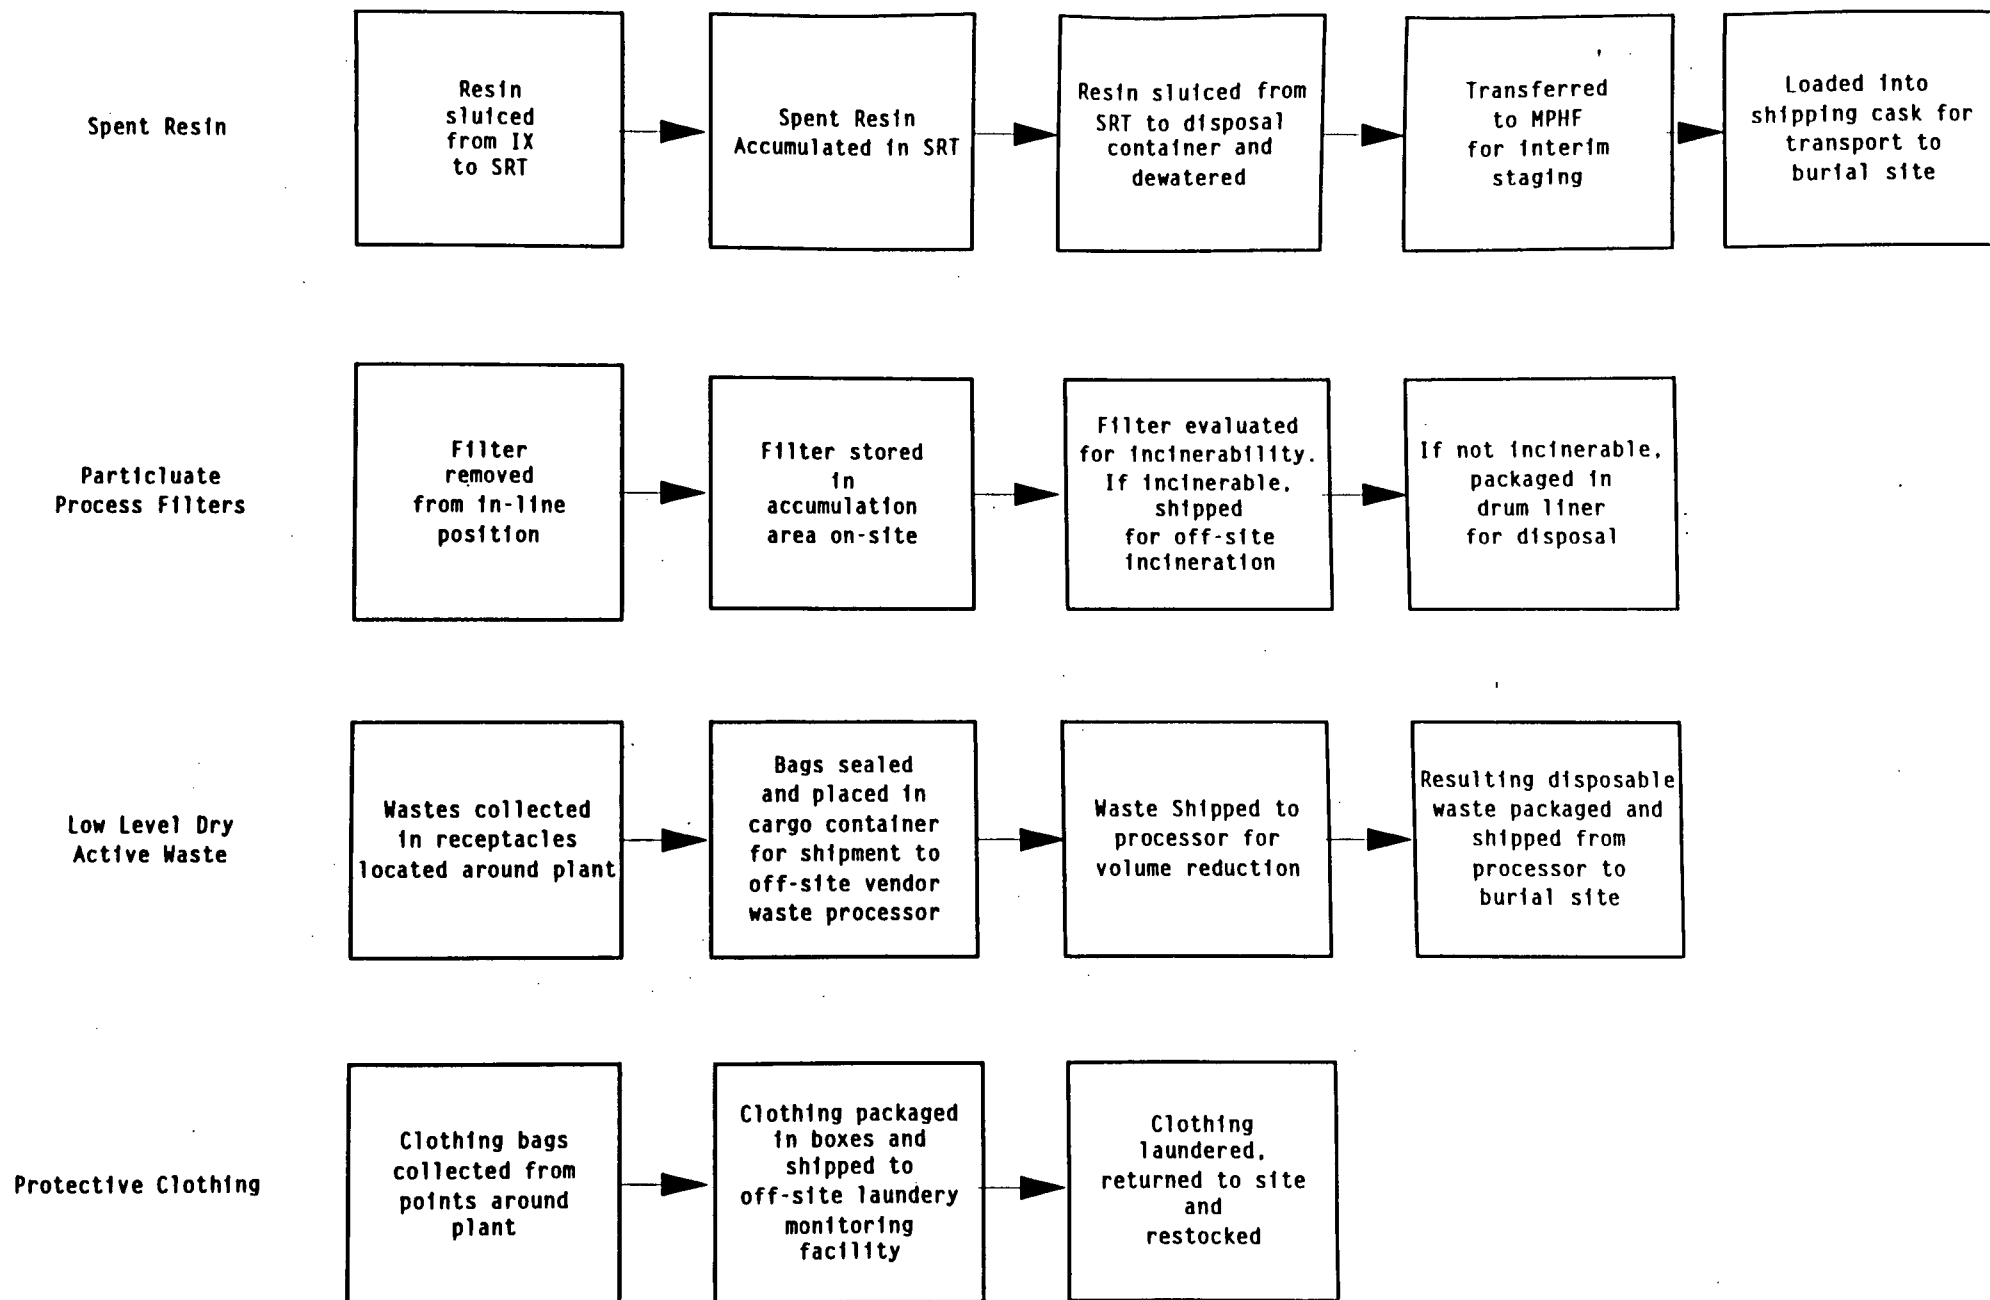 Spent Resin
Resin
sluiced
from IX
to SRT
Spent Resin
Accumulated in SRT
Resin sluiced from
SRT to disposal
container and
dewatered
Transferred
to MPHF
for interim
staging
Loaded into
shipping cask for
transport to
burial site
Particluate
Process Filters
Filter
removed
from in-line
position
Filter stored
in
accumulation
area on-site
Filter evaluated
for incinerability.
If incinerable,
shipped
for off-site
incineration
If not incinerable,
packaged in
drum liner
for disposal
Low Level Dry
Active Waste
Wastes collected
in receptacles
located around plant
Bags sealed
and placed in
cargo container
for shipment to
off-site vendor
waste processor
Waste Shipped to
processor for
volume reduction
Resulting disposable
waste packaged and
shipped from
processor to
burial site
Protective Clothing
Clothing bags
collected from
points around
plant
Clothing packaged
in boxes and
shipped to
off-site laundery
monitoring
facility
Clothing
laundered,
returned to site
and
restocked